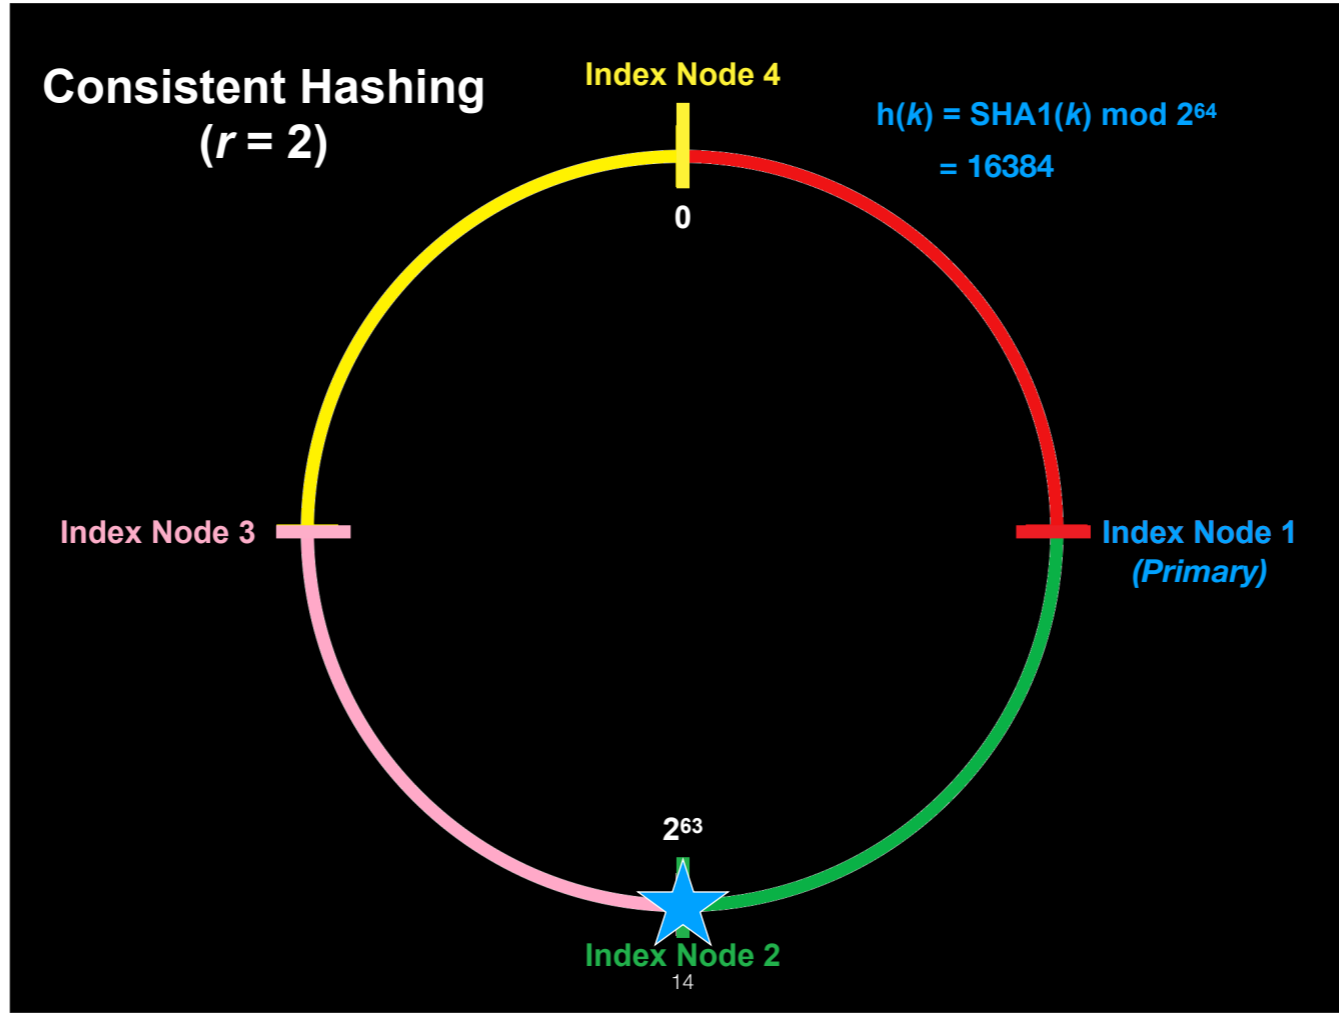 Consistent Hashing
(r = 2)
Index Node 4
h(k) = SHA1(k) mod 2⁶⁴
= 16384
0
Index Node 3
Index Node 1
(Primary)
2⁶³
Index Node 2
14